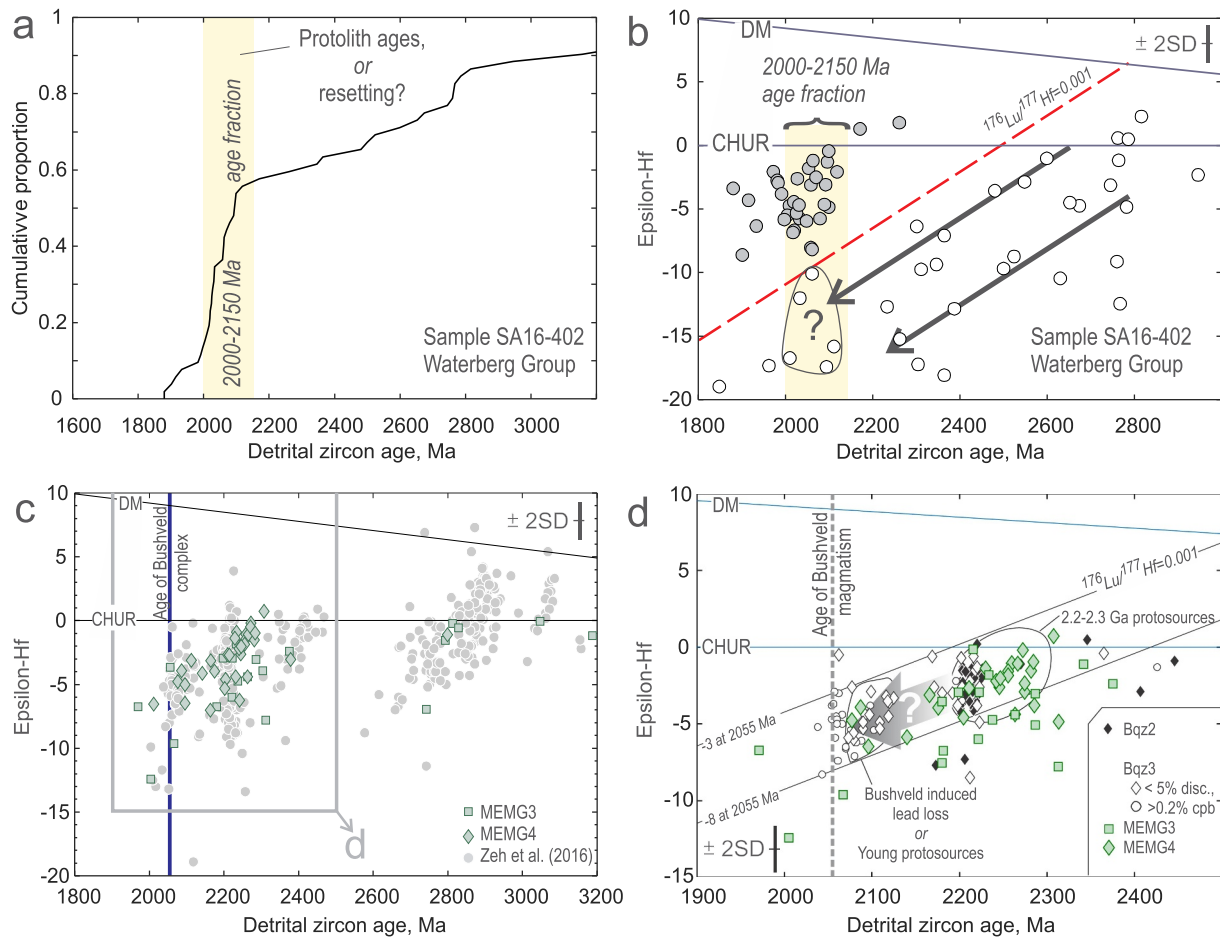 a
Cumulative proportion
1
0.8
0.6
0.4
0.2
0
Protolith ages,
or
resetting?
2000-2150 Ma age fraction
Sample SA16-402
Waterberg Group
1600 1800 2000 2200 2400 2600 2800 3000
Detrital zircon age, Ma
b
Epsilon-Hf
10
5
0
-5
-10
-15
-20
DM
± 2SD
2000-2150 Ma
age fraction
176Lu/177Hf=0.001
CHUR
?
Sample SA16-402
Waterberg Group
1800 2000 2200 2400 2600 2800
Detrital zircon age, Ma
c
Epsilon-Hf
10
5
0
-5
-10
-15
-20
DM
± 2SD
Age of Bushveld
complex
CHUR
d
MEMG3
MEMG4
Zeh et al. (2016)
1800 2000 2200 2400 2600 2800 3000 3200
Detrital zircon age, Ma
d
Epsilon-Hf
10
5
0
-5
-10
-15
DM
Age of Bushveld
magmatism
176Lu/177Hf=0.001
2.2-2.3 Ga protosources
CHUR
?
-3 at 2055 Ma
-8 at 2055 Ma
Bushveld induced
lead loss
or
Young protosources
± 2SD
Bqz2
Bqz3
< 5% disc.,
>0.2% cpb
MEMG3
MEMG4
1900 2000 2100 2200 2300 2400 2500
Detrital zircon age, Ma